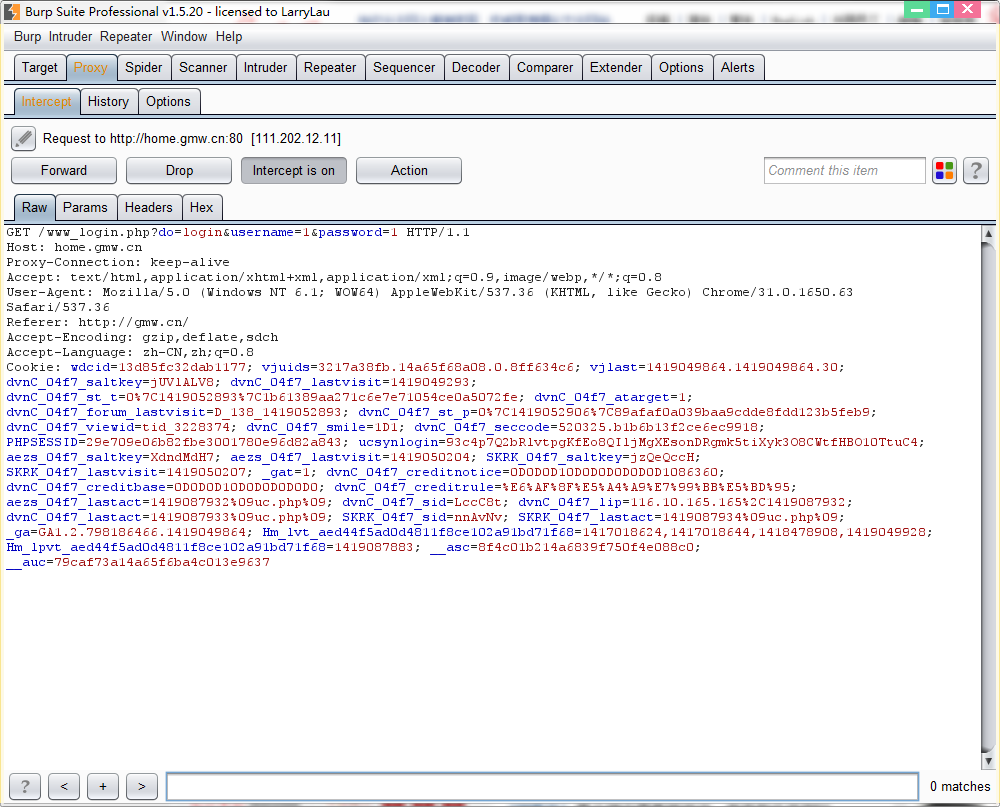 Burp Suite Professional v1.5.20 - licensed to LarryLau
Burp Intruder Repeater Window Help
Target Proxy Spider Scanner Intruder Repeater Sequencer Decoder Comparer Extender Options Alerts
Intercept History Options
Request to http://home.gmw.cn:80 [111.202.12.11]
Forward Drop Intercept is on Action Comment this item ?
Raw Params Headers Hex
GET /www_login.php?do=login&username=1&password=1 HTTP/1.1
Host: home.gmw.cn
Proxy-Connection: keep-alive
Accept: text/html,application/xhtml+xml,application/xml;q=0.9,image/webp,*/*;q=0.8
User-Agent: Mozilla/5.0 (Windows NT 6.1; WOW64) AppleWebKit/537.36 (KHTML, like Gecko) Chrome/31.0.1650.63
Safari/537.36
Referer: http://gmw.cn/
Accept-Encoding: gzip,deflate,sdch
Accept-Language: zh-CN,zh;q=0.8
Cookie: wdcid=13d85fc32dab1177; vjuids=3217a38fb.14a65f68a08.0.8ff634c6; vjlast=1419049864.1419049864.30;
dvnC_04f7_saltkey=jUVlALV8; dvnC_04f7_lastvisit=1419049293;
dvnC_04f7_st_t=0%7C1419052893%7C1b61389aa271c6e7e71054ce0a5072fe; dvnC_04f7_atarget=1;
dvnC_04f7_forum_lastvisit=D_138_1419052893; dvnC_04f7_st_p=0%7C1419052906%7C89afaf0a039baa9cdde8fdd123b5feb9;
dvnC_04f7_viewid=tid_3228374; dvnC_04f7_smile=1D1; dvnC_04f7_seccode=520325.b1b6b13f2ce6ec9918;
PHPSESSID=29e709e06b82fbe3001780e96d82a843; ucsynlogin=93c4p7Q2bRlvtpgKfEo8QIljMgXEsonDRgmk5tiXyk3O8CWtfHBO1OTtuC4;
aezs_04f7_saltkey=XdndMdH7; aezs_04f7_lastvisit=1419050204; SKRK_04f7_saltkey=jzQeQccH;
SKRK_04f7_lastvisit=1419050207; _gat=1; dvnC_04f7_creditnotice=0D0D0D10D0D0D0D0D0D1086360;
dvnC_04f7_creditbase=0D0D0D10D0D0D0D0D0; dvnC_04f7_creditrule=%E6%AF%8F%E5%A4%A9%E7%99%BB%E5%BD%95;
aezs_04f7_lastact=1419087932%09uc.php%09; dvnC_04f7_sid=LccC8t; dvnC_04f7_lip=116.10.165.165%2C1419087932;
dvnC_04f7_lastact=1419087933%09uc.php%09; SKRK_04f7_sid=nnAvNv; SKRK_04f7_lastact=1419087934%09uc.php%09;
_ga=GA1.2.798186466.1419049864; Hm_lvt_aed44f5ad0d4811f8ce102a91bd71f68=1417018624,1417018644,1418478908,1419049928;
Hm_lpvt_aed44f5ad0d4811f8ce102a91bd71f68=1419087883; __asc=8f4c01b214a6839f750f4e088c0;
__auc=79caf73a14a65f6ba4c013e9637
? < + > 0 matches